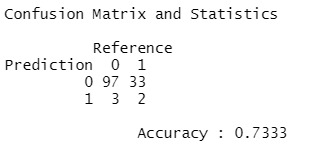 Confusion Matrix and Statistics
Reference
Prediction 0 1
0 97 33
1 3 2
Accuracy : 0.7333